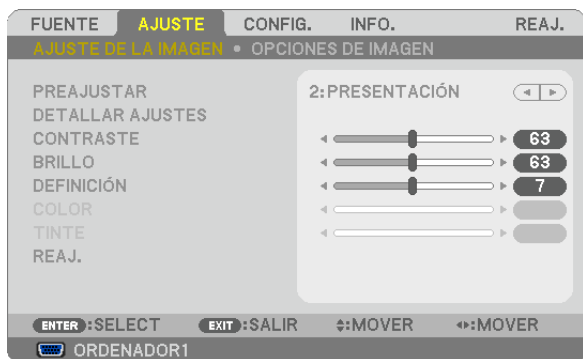 FUENTE AJUSTE CONFIG. INFO. REAJ.
AJUSTE DE LA IMAGEN • OPCIONES DE IMAGEN
PREAJUSTAR 2:PRESENTACIÓN
DETALLAR AJUSTES
CONTRASTE 63
BRILLO 63
DEFINICIÓN 7
COLOR
TINTE
REAJ.
ENTER :SELECT EXIT :SALIR :MOVER :MOVER
ORDENADOR1